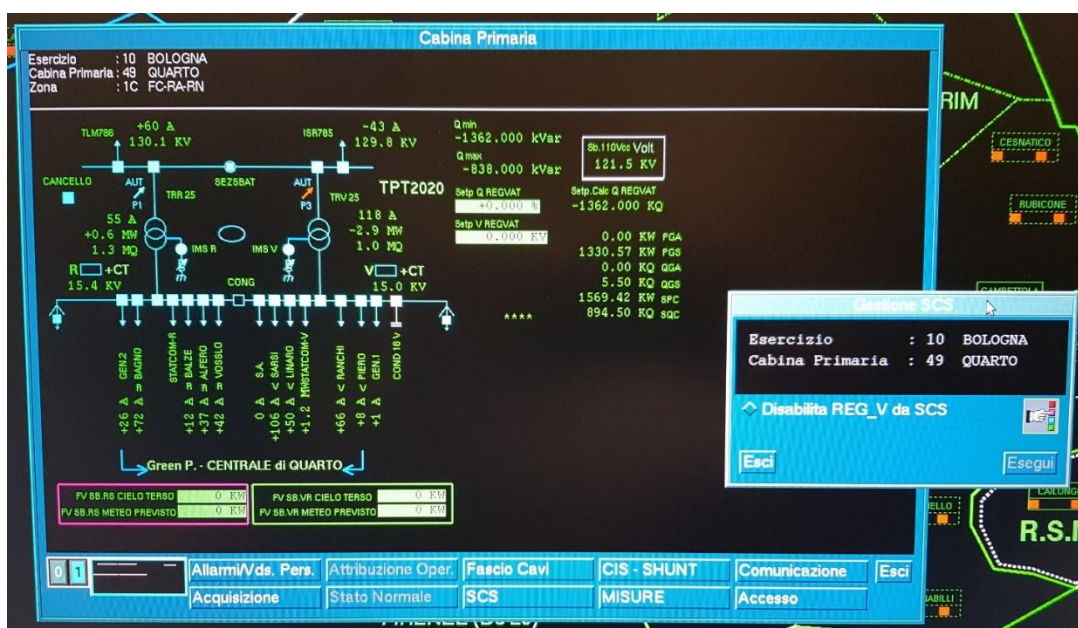 Cabina Primaria
Esercizio : 10 BOLOGNA
Cabina Primaria : 49 QUARTO
Zona : 1C FC-RA-RN
TLM766 +60 A
130.1 KV
ISR785 -43 A
129.8 KV
Qmin
-1362.000 kVar
Qmax
-838.000 kVar
Sb.110Vcc Volt
121.5 KV
CANCELLO
AUT
P1
TRR 25
SEZSBAT
AUT
P3
TRV 25
TPT2020
Setp Q REGVAT
+0.000 %
Setp.Calc Q REGVAT
-1362.000 KQ
Setp V REGVAT
0.000 KV
55 A
+0.6 MW
1.3 MQ
118 A
-2.9 MW
1.0 MQ
IMS R
IMS V
0.00 KW PGA
1330.57 KW PGS
0.00 KQ QGA
5.50 KQ QGS
1569.42 KW SPC
894.50 KQ SQC
R +CT
15.4 KV
CONG
V +CT
15.0 KV
****
+26 A GEN.2
+72 A R BAGNO
STATCOM-R
+12 A R BALZE
+37 A R ALFERO
+42 A R VOSSLO
0 A S.A.
+106 A < SARSI
+50 A < LINARO
+1.2 MWSTATCOM-V
+66 A < RANCHI
+8 A < PIERO
+1 A GEN.1
COND 18 V
Green P. - CENTRALE di QUARTO
FV SB.RS CIELO TERSO 0 KW
FV SB.RS METEO PREVISTO 0 KW
FV SB.VR CIELO TERSO 0 KW
FV SB.VR METEO PREVISTO 0 KW
0 1
Allarmi/Vds. Pers.
Attribuzione Oper.
Fascio Cavi
CIS - SHUNT
Comunicazione
Esci
Acquisizione
Stato Normale
SCS
MISURE
Accesso
Gestione SCS
Esercizio : 10 BOLOGNA
Cabina Primaria : 49 QUARTO
Disabilita REG_V da SCS
Esci
Esegui
RIM
CESNATICO
RUBICONE
R.S.